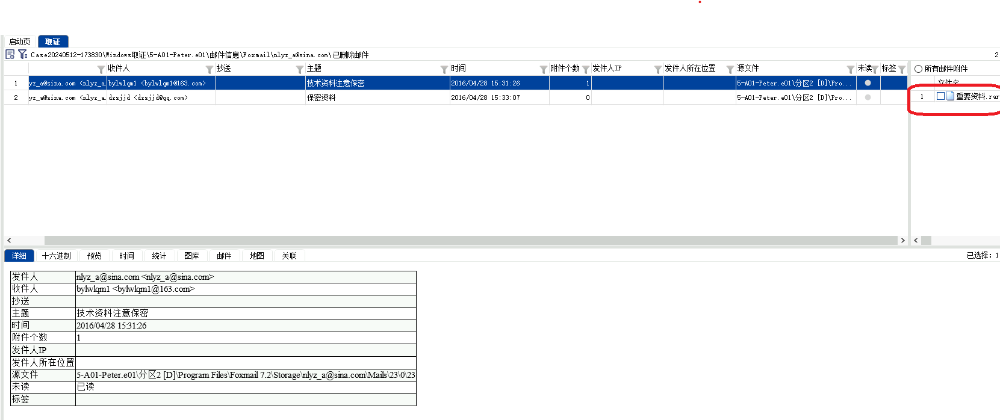 启动页 取证
Case20240512-173830\Windows取证\5-A01-Peter.e01\邮件信息\Foxmail\nlyz_a@sina.com\已删除邮件 2
收件人 抄送 主题 时间 附件个数 发件人IP 发件人所在位置 源文件 未读 标签 所有邮件附件
文件名
1 yz_a@sina.com <nlyz_a. bylwlqm1 <bylwlqm1@163.com> 技术资料注意保密 2016/04/28 15:31:26 1 5-A01-Peter.e01\分区2 [D]\Pro...
1 重要资料.rar
2 yz_a@sina.com <nlyz_a. dzsjjd <dzsjjd@qq.com> 保密资料 2016/04/28 15:33:07 0 5-A01-Peter.e01\分区2 [D]\Pro...
详细 十六进制 预览 时间 统计 图库 邮件 地图 关联 已选择: 1
发件人 nlyz_a@sina.com <nlyz_a@sina.com>
收件人 bylwlqm1 <bylwlqm1@163.com>
抄送
主题 技术资料注意保密
时间 2016/04/28 15:31:26
附件个数 1
发件人IP
发件人所在位置
源文件 5-A01-Peter.e01\分区2 [D]\Program Files\Foxmail 7.2\Storage\nlyz_a@sina.com\Mails\23\0\23
未读 已读
标签